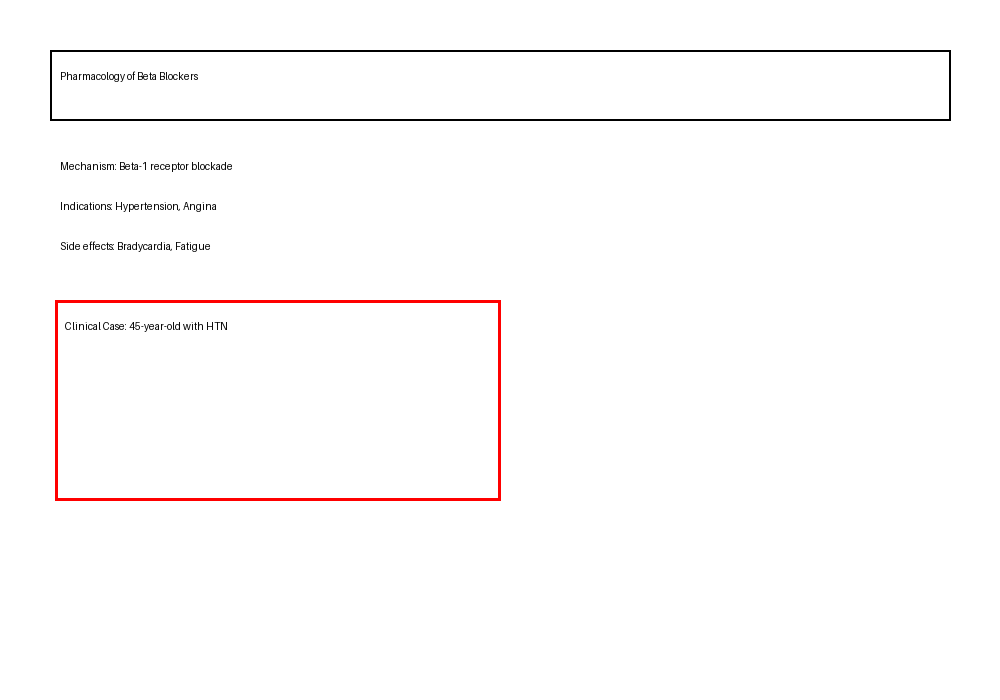 Pharmacology of Beta Blockers
Mechanism: Beta-1 receptor blockade
Indications: Hypertension, Angina
Side effects: Bradycardia, Fatigue
Clinical Case: 45-year-old with HTN